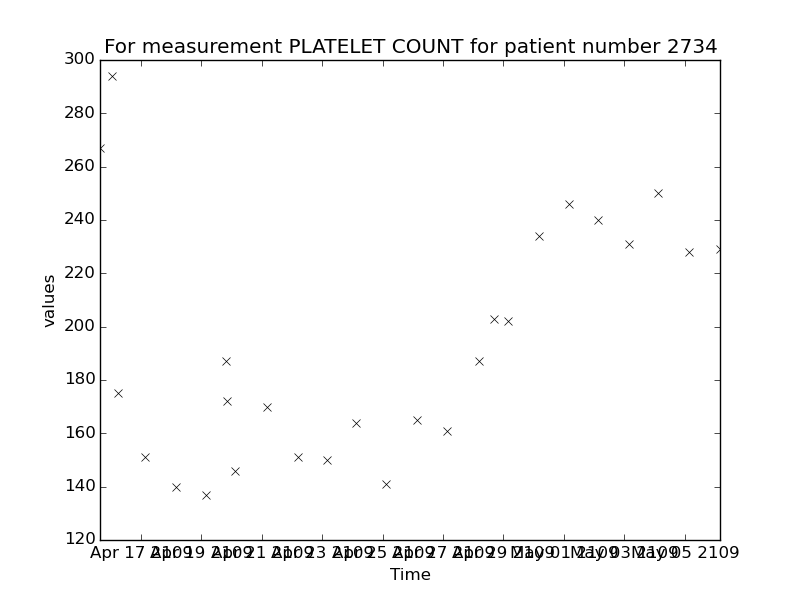 For measurement PLATELET COUNT for patient number 2734
300
280
260
240
220
200
180
160
140
120
values
Apr 17 2109 Apr 19 2109 Apr 21 2109 Apr 23 2109 Apr 25 2109 Apr 27 2109 Apr 29 2109 May 01 2109 May 03 2109 May 05 2109
Time